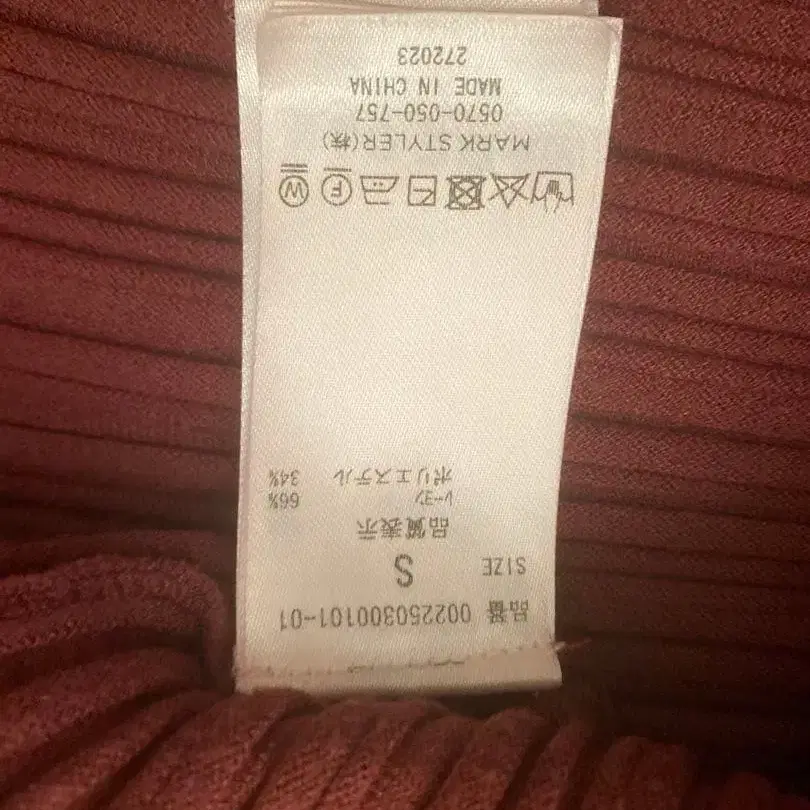 品番 002250300101-01
SIZE S
品質表示
レーヨン 66%
ポリエステル 34%
W F
MARK STYLER(株)
0570-050-757
MADE IN CHINA
272023